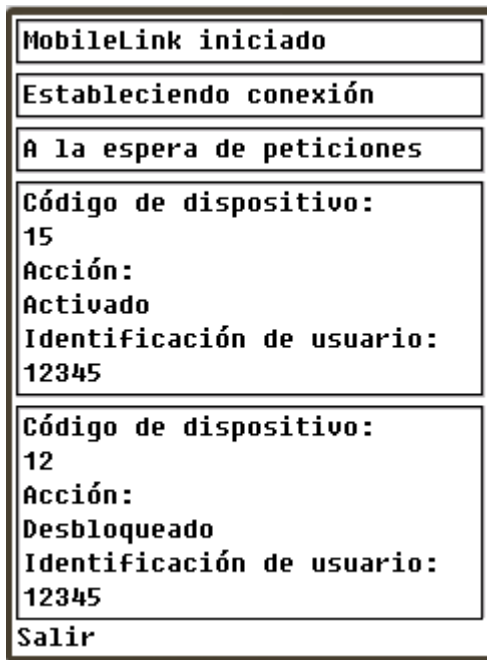 MobileLink iniciado
Estableciendo conexión
A la espera de peticiones
Código de dispositivo:
15
Acción:
Activado
Identificación de usuario:
12345
Código de dispositivo:
12
Acción:
Desbloqueado
Identificación de usuario:
12345
Salir